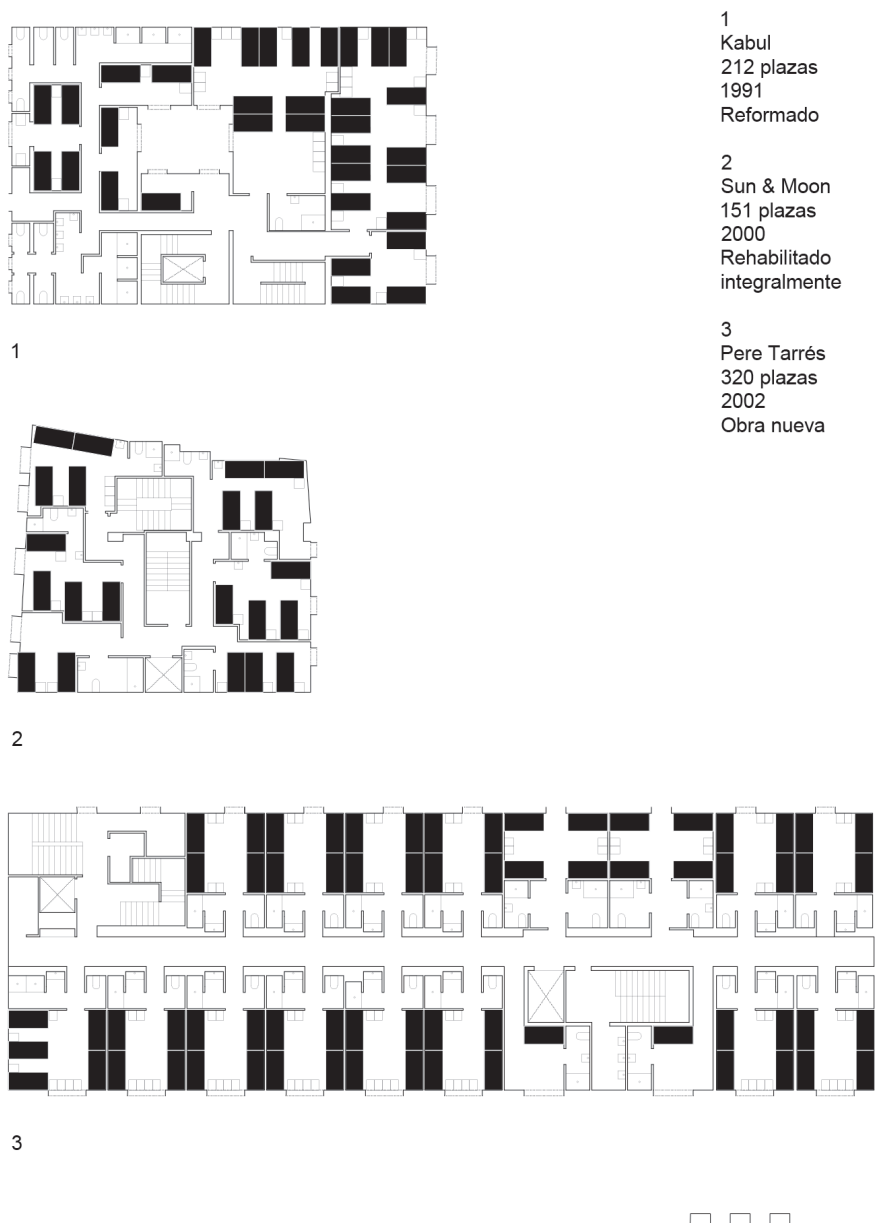 1
Kabul
212 plazas
1991
Reformado
2
Sun & Moon
151 plazas
2000
Rehabilitado
integralmente
3
Pere Tarrés
320 plazas
2002
Obra nueva
1
2
3